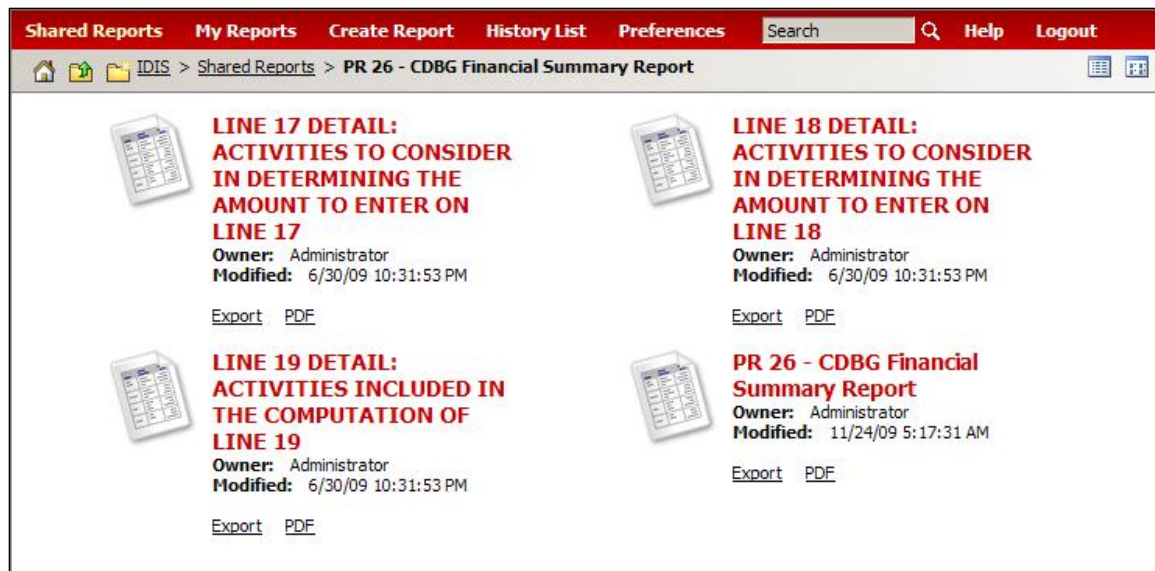 Shared Reports My Reports Create Report History List Preferences Search Help Logout
IDIS > Shared Reports > PR 26 - CDBG Financial Summary Report
LINE 17 DETAIL:
ACTIVITIES TO CONSIDER
IN DETERMINING THE
AMOUNT TO ENTER ON
LINE 17
Owner: Administrator
Modified: 6/30/09 10:31:53 PM
Export PDF
LINE 18 DETAIL:
ACTIVITIES TO CONSIDER
IN DETERMINING THE
AMOUNT TO ENTER ON
LINE 18
Owner: Administrator
Modified: 6/30/09 10:31:53 PM
Export PDF
LINE 19 DETAIL:
ACTIVITIES INCLUDED IN
THE COMPUTATION OF
LINE 19
Owner: Administrator
Modified: 6/30/09 10:31:53 PM
Export PDF
PR 26 - CDBG Financial
Summary Report
Owner: Administrator
Modified: 11/24/09 5:17:31 AM
Export PDF